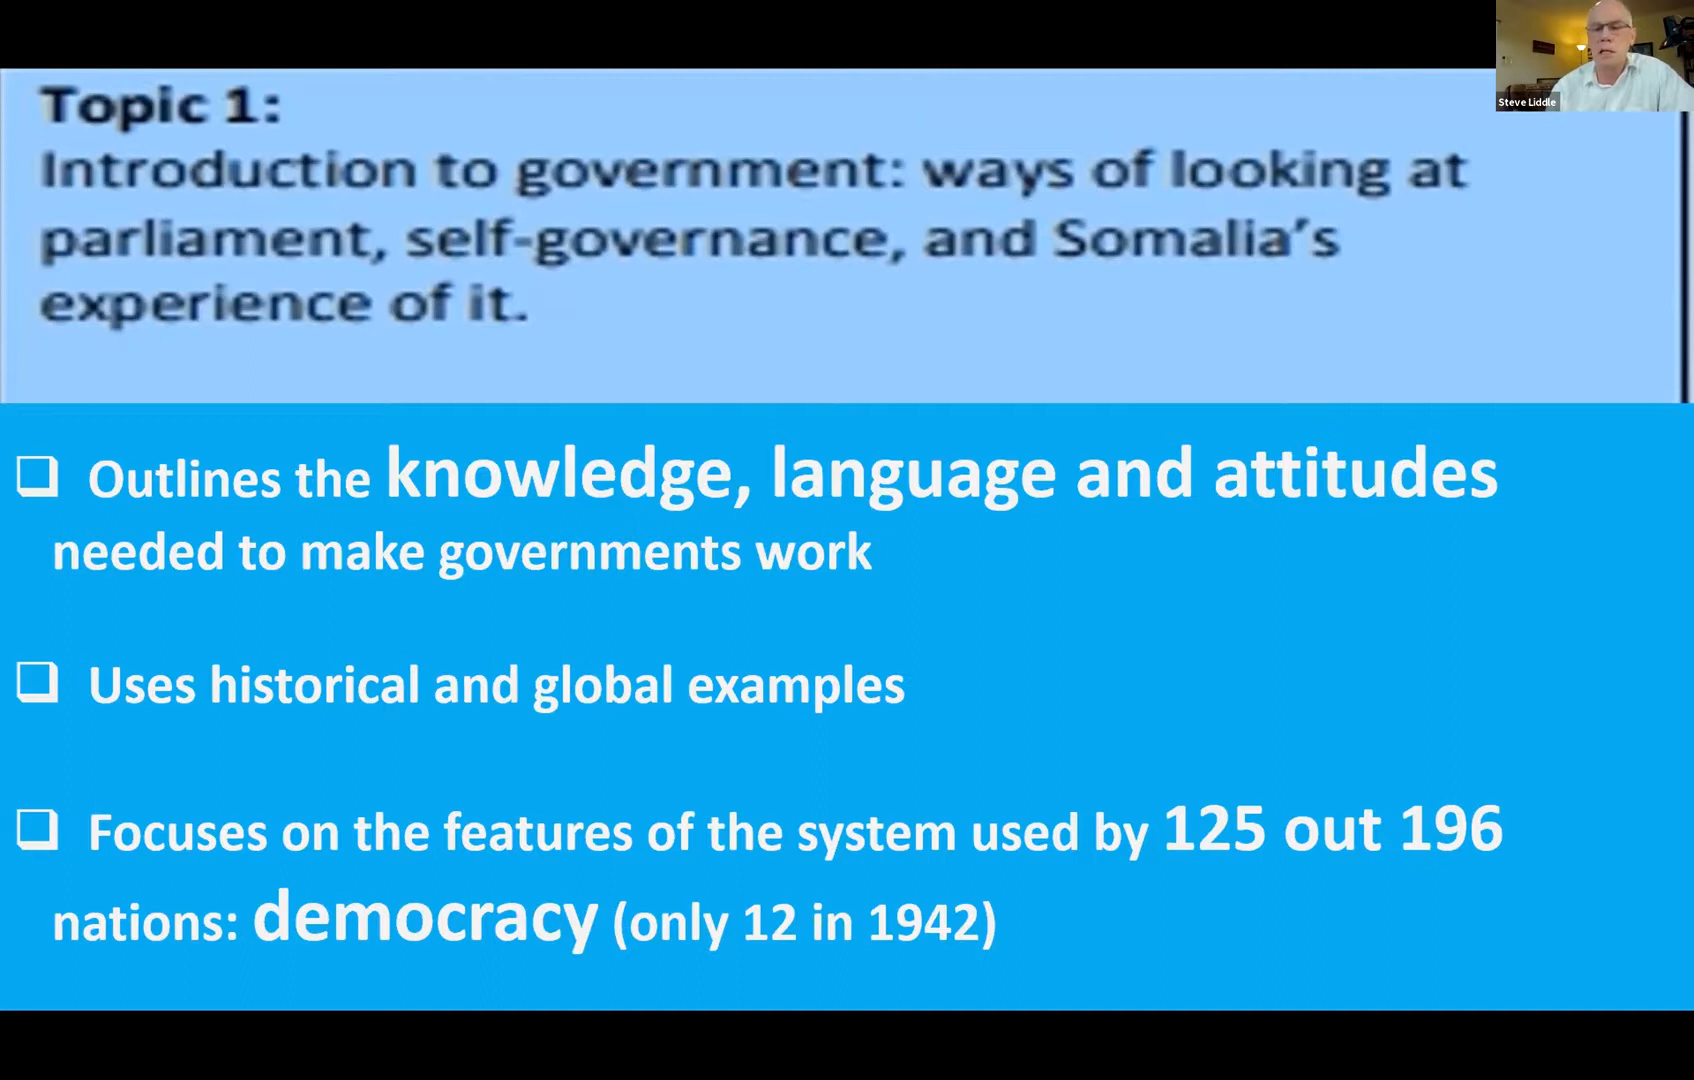 Steve Liddle
Topic 1:
Introduction to government: ways of looking at
parliament, self-governance, and Somalia’s
experience of it.
❑ Outlines the knowledge, language and attitudes
needed to make governments work
❑ Uses historical and global examples
❑ Focuses on the features of the system used by 125 out 196
nations: democracy (only 12 in 1942)